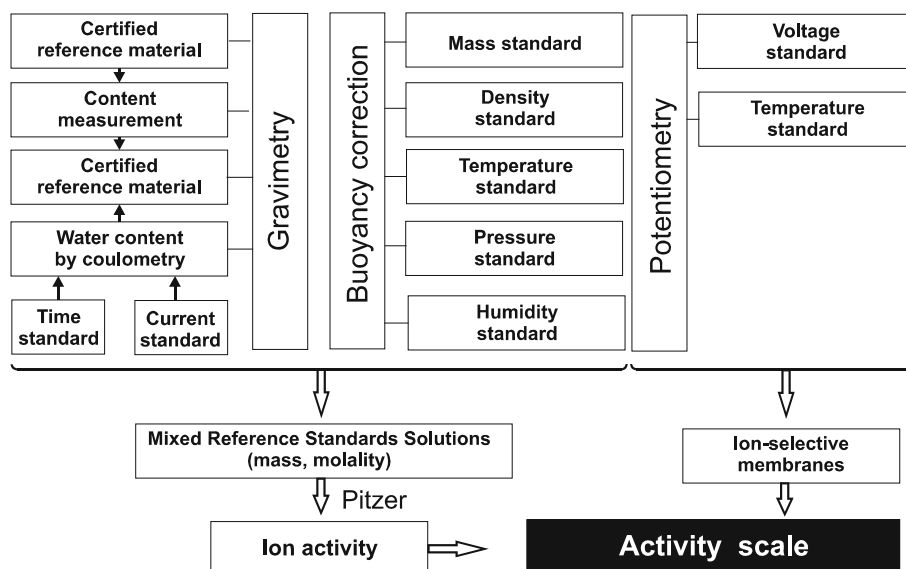 Certified
reference material
Content
measurement
Certified
reference material
Water content
by coulometry
Time
standard
Current
standard
Gravimetry
Buoyancy correction
Mass standard
Density
standard
Temperature
standard
Pressure
standard
Humidity
standard
Potentiometry
Voltage
standard
Temperature
standard
Mixed Reference Standards Solutions
(mass, molality)
Pitzer
Ion activity
Ion-selective
membranes
Activity scale